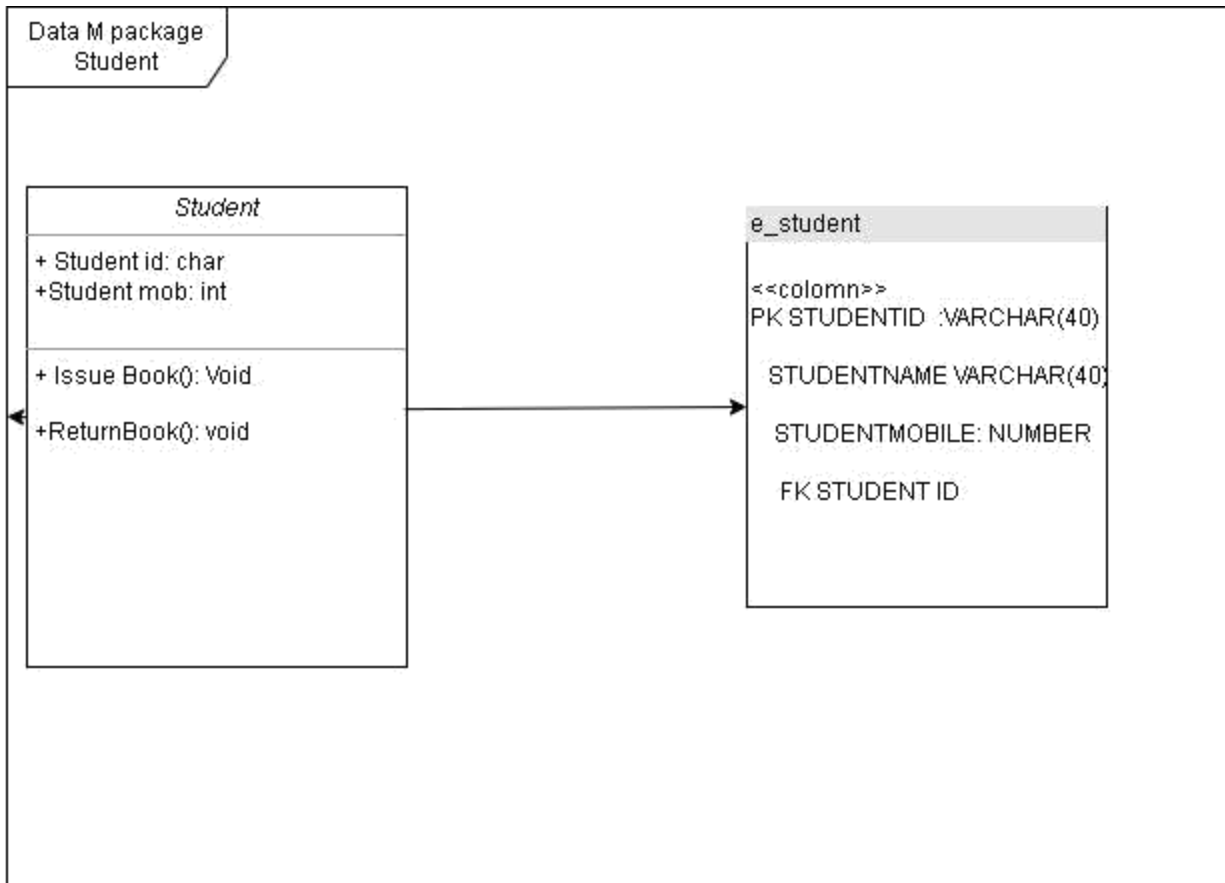 Data M package
Student
Student
+ Student id: char
+Student mob: int
+ Issue Book(): Void
+ReturnBook(): void
e_student
<<colomn>>
PK STUDENTID :VARCHAR(40)
STUDENTNAME VARCHAR(40)
STUDENTMOBILE: NUMBER
FK STUDENT ID